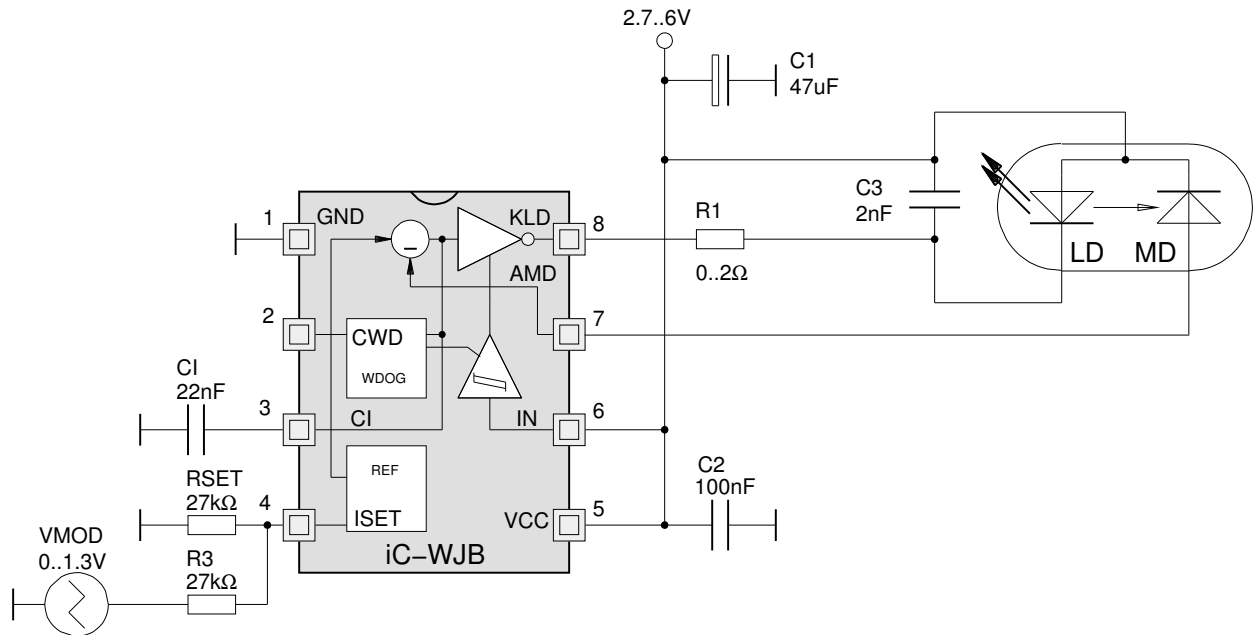 2.7..6V
C1
47uF
C3
2nF
LD
MD
R1
0..2Ω
1
GND
KLD
8
–
AMD
2
7
CWD
WDOG
CI
22nF
3
CI
IN
6
REF
RSET
27kΩ
4
ISET
VCC
5
C2
100nF
iC–WJB
VMOD
0..1.3V
R3
27kΩ